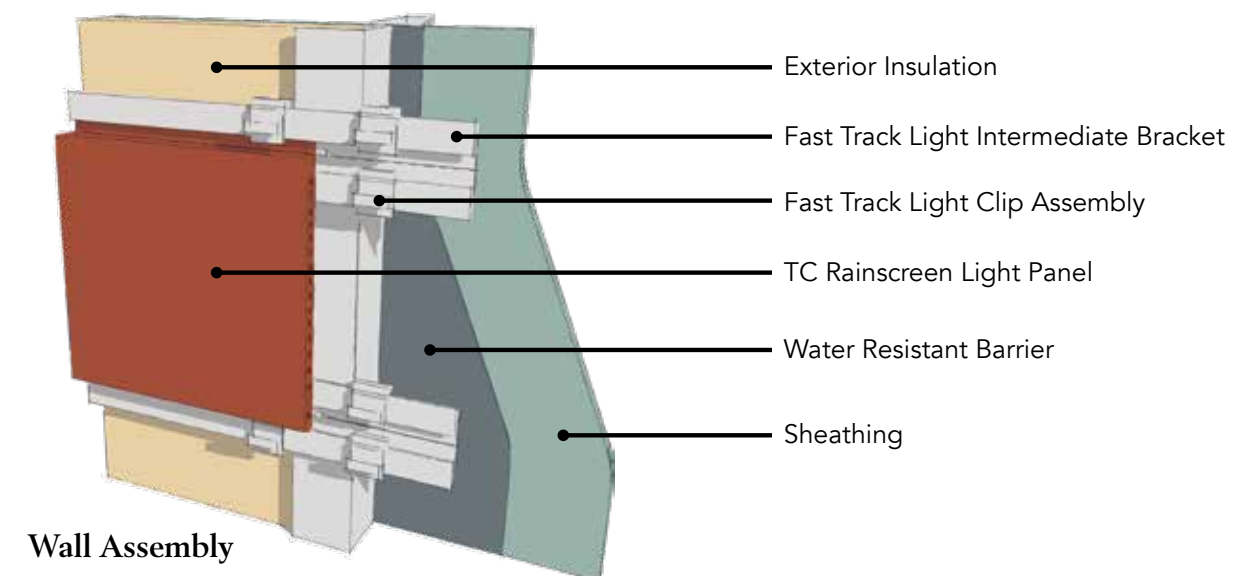 Exterior Insulation
Fast Track Light Intermediate Bracket
Fast Track Light Clip Assembly
TC Rainscreen Light Panel
Water Resistant Barrier
Sheathing
Wall Assembly